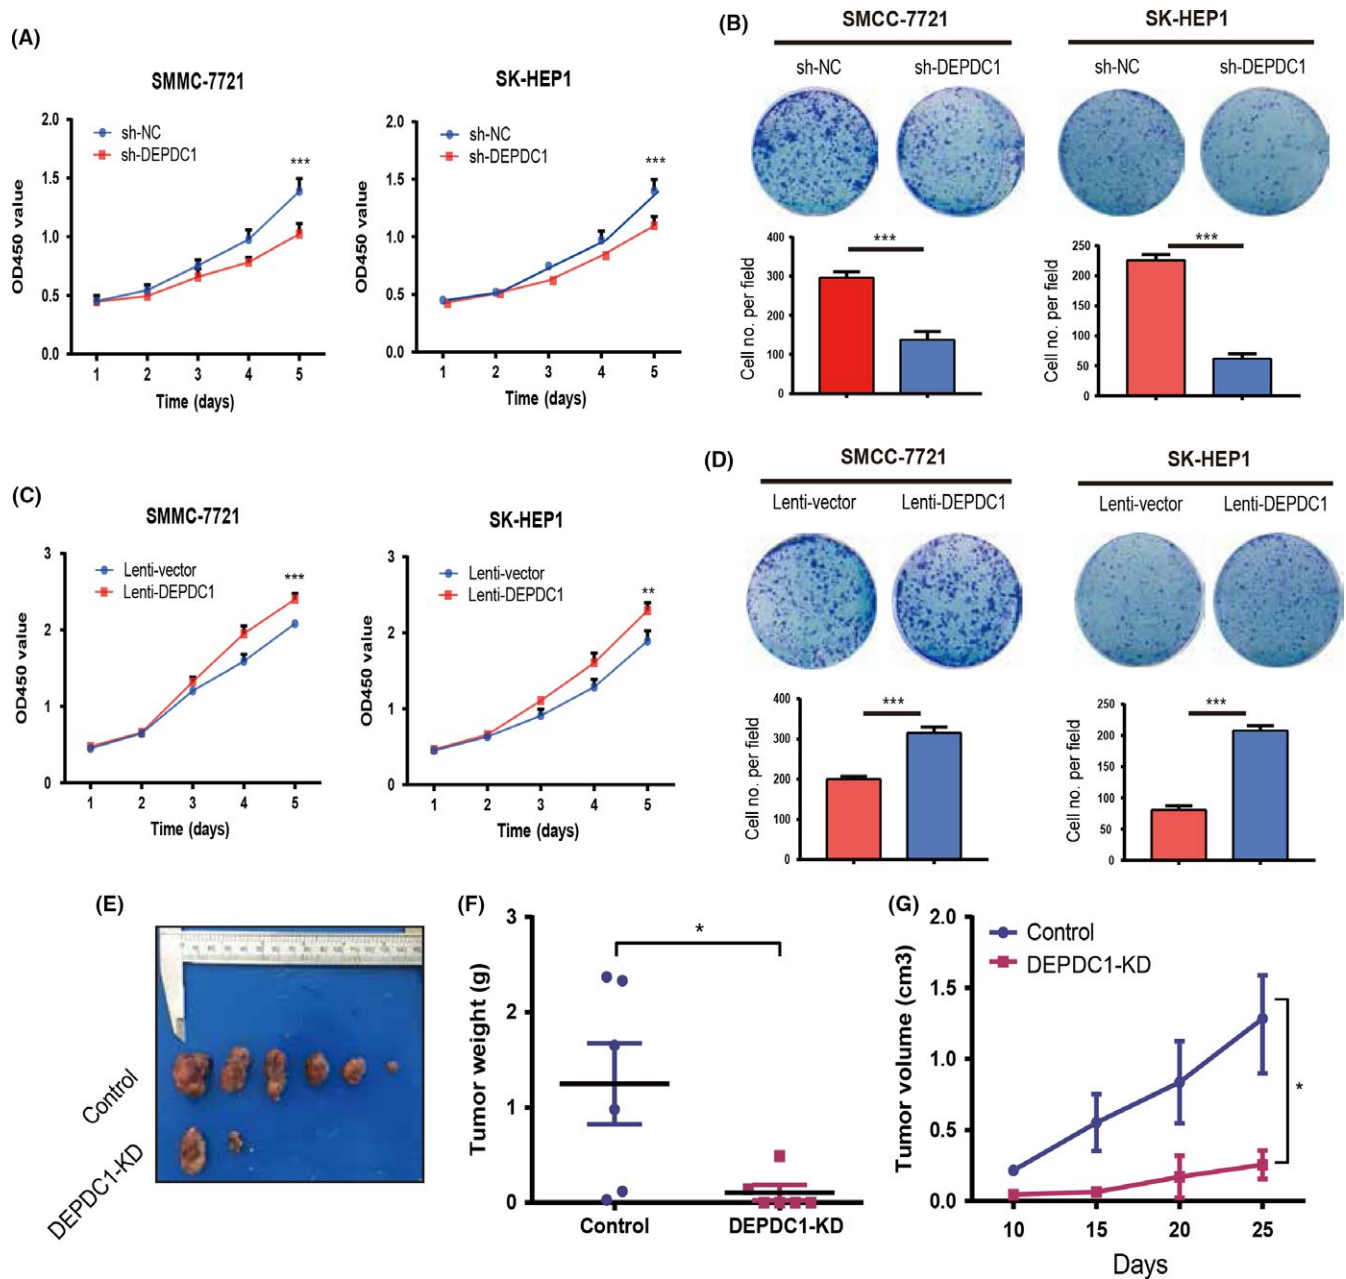 (A)
SMMC-7721
SK-HEP1
sh-NC
sh-DEPDC1
***
OD450 value
2.0
1.5
1.0
0.5
0.0
1 2 3 4 5
Time (days)
sh-NC
sh-DEPDC1
***
OD450 value
2.0
1.5
1.0
0.5
0.0
1 2 3 4 5
Time (days)
(B)
SMCC-7721
SK-HEP1
sh-NC
sh-DEPDC1
sh-NC
sh-DEPDC1
***
Cell no. per field
400
300
200
100
0
***
Cell no. per field
250
200
150
100
50
0
(C)
SMMC-7721
SK-HEP1
Lenti-vector
Lenti-DEPDC1
***
OD450 value
3
2
1
0
1 2 3 4 5
Time (days)
Lenti-vector
Lenti-DEPDC1
**
OD450 value
3
2
1
0
1 2 3 4 5
Time (days)
(D)
SMCC-7721
SK-HEP1
Lenti-vector
Lenti-DEPDC1
Lenti-vector
Lenti-DEPDC1
***
Cell no. per field
400
300
200
100
0
***
Cell no. per field
250
200
150
100
50
0
(E)
Control
DEPDC1-KD
(F)
*
Tumor weight (g)
3
2
1
0
Control
DEPDC1-KD
(G)
Control
DEPDC1-KD
*
Tumor volume (cm3)
2.0
1.5
1.0
0.5
0.0
10 15 20 25
Days